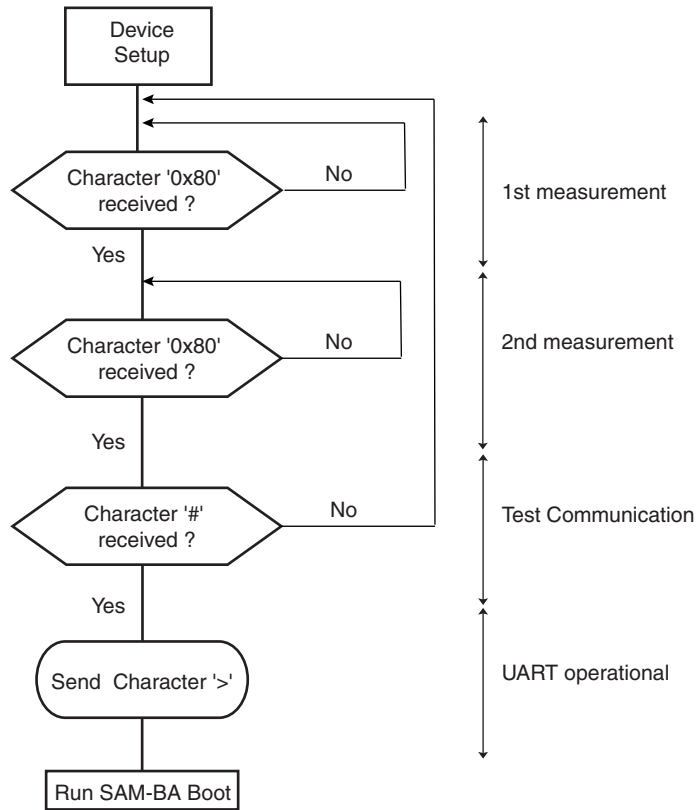 Device
Setup
Character '0x80'
received ?
No
1st measurement
Yes
Character '0x80'
received ?
No
2nd measurement
Yes
Character '#'
received ?
No
Test Communication
Yes
Send Character '>'
UART operational
Run SAM-BA Boot